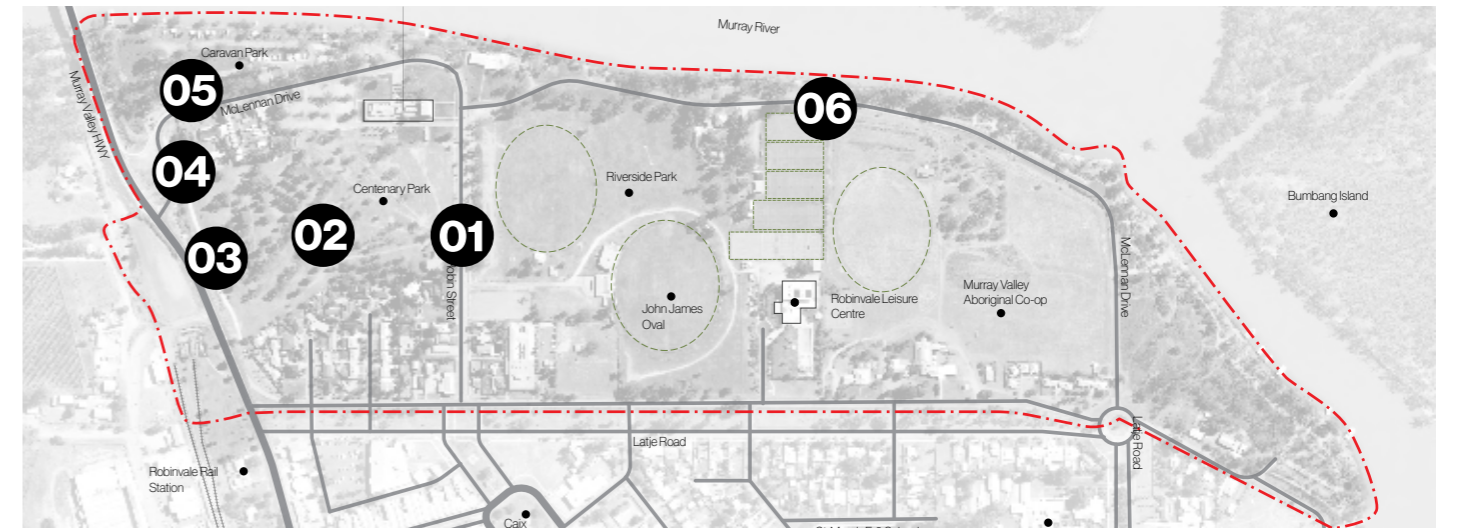 Murray River
Caravan Park
05
McLennan Drive
06
Murray Valley HWY
04
Centenary Park
Riverside Park
Bumbang Island
02
01
03
Robin Street
McLennan Drive
Murray Valley
Aboriginal Co-op
Robinvale Leisure
Centre
John James
Oval
Latje Road
Latje Road
Robinvale Rail
Station
Caix